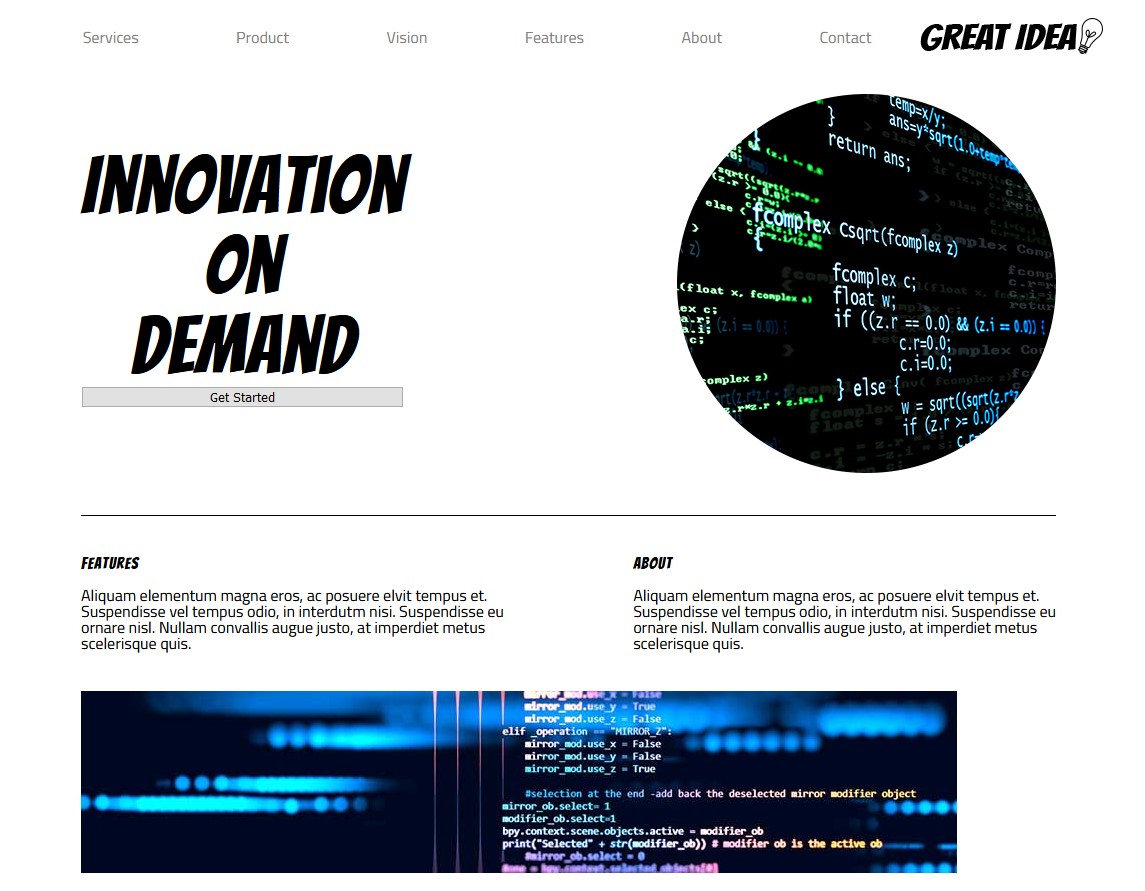 Services Product Vision Features About Contact GREAT IDEA
INNOVATION
ON
DEMAND
Get Started
temp=x/y;
}
return ans;
fcomplex Csqrt(fcomplex z)
{
fcomplex c;
float w;
if ((z.r == 0.0) && (z.i == 0.0)) {
c.r=0.0;
c.i=0.0;
} else {
w = sqrt((sqrt(z.r*z
if (z.r >= 0.0){
FEATURES
Aliquam elementum magna eros, ac posuere elvit tempus et.
Suspendisse vel tempus odio, in interdutm nisi. Suspendisse eu
ornare nisl. Nullam convallis augue justo, at imperdiet metus
scelerisque quis.
ABOUT
Aliquam elementum magna eros, ac posuere elvit tempus et.
Suspendisse vel tempus odio, in interdutm nisi. Suspendisse eu
ornare nisl. Nullam convallis augue justo, at imperdiet metus
scelerisque quis.
mirror_mod.use_x = False
mirror_mod.use_y = True
mirror_mod.use_z = False
elif _operation == "MIRROR_Z":
mirror_mod.use_x = False
mirror_mod.use_y = False
mirror_mod.use_z = True
#selection at the end -add back the deselected mirror modifier object
mirror_ob.select= 1
modifier_ob.select=1
bpy.context.scene.objects.active = modifier_ob
print("Selected" + str(modifier_ob)) # modifier ob is the active ob
#mirror_ob.select = 0
bpy.context.selected_objects[0]